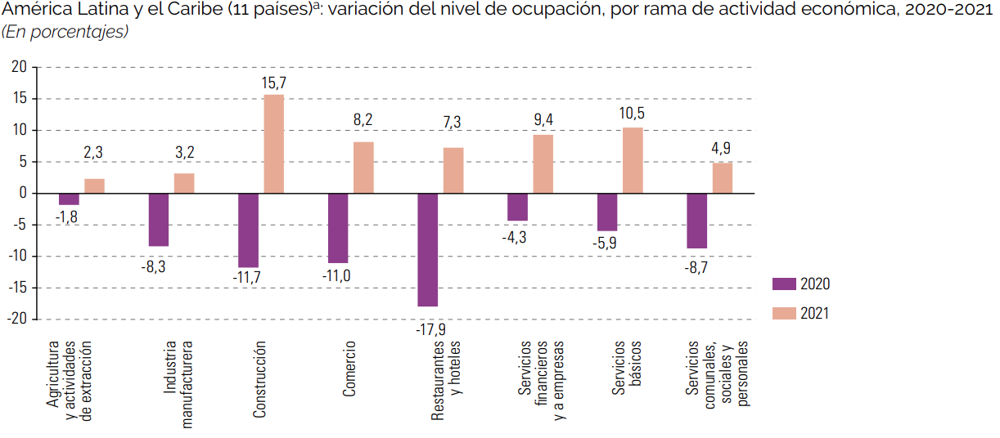 América Latina y el Caribe (11 países)ª: variación del nivel de ocupación, por rama de actividad económica, 2020-2021
(En porcentajes)
20
15
10
5
0
-5
-10
-15
-20
2,3
3,2
15,7
8,2
7,3
9,4
10,5
4,9
-1,8
-8,3
-11,7
-11,0
-17,9
-4,3
-5,9
-8,7
2020
2021
Agricultura
y actividades
de extracción
Industria
manufacturera
Construcción
Comercio
Restaurantes
y hoteles
Servicios
financieros
y a empresas
Servicios
básicos
Servicios
comunales,
sociales y
personales